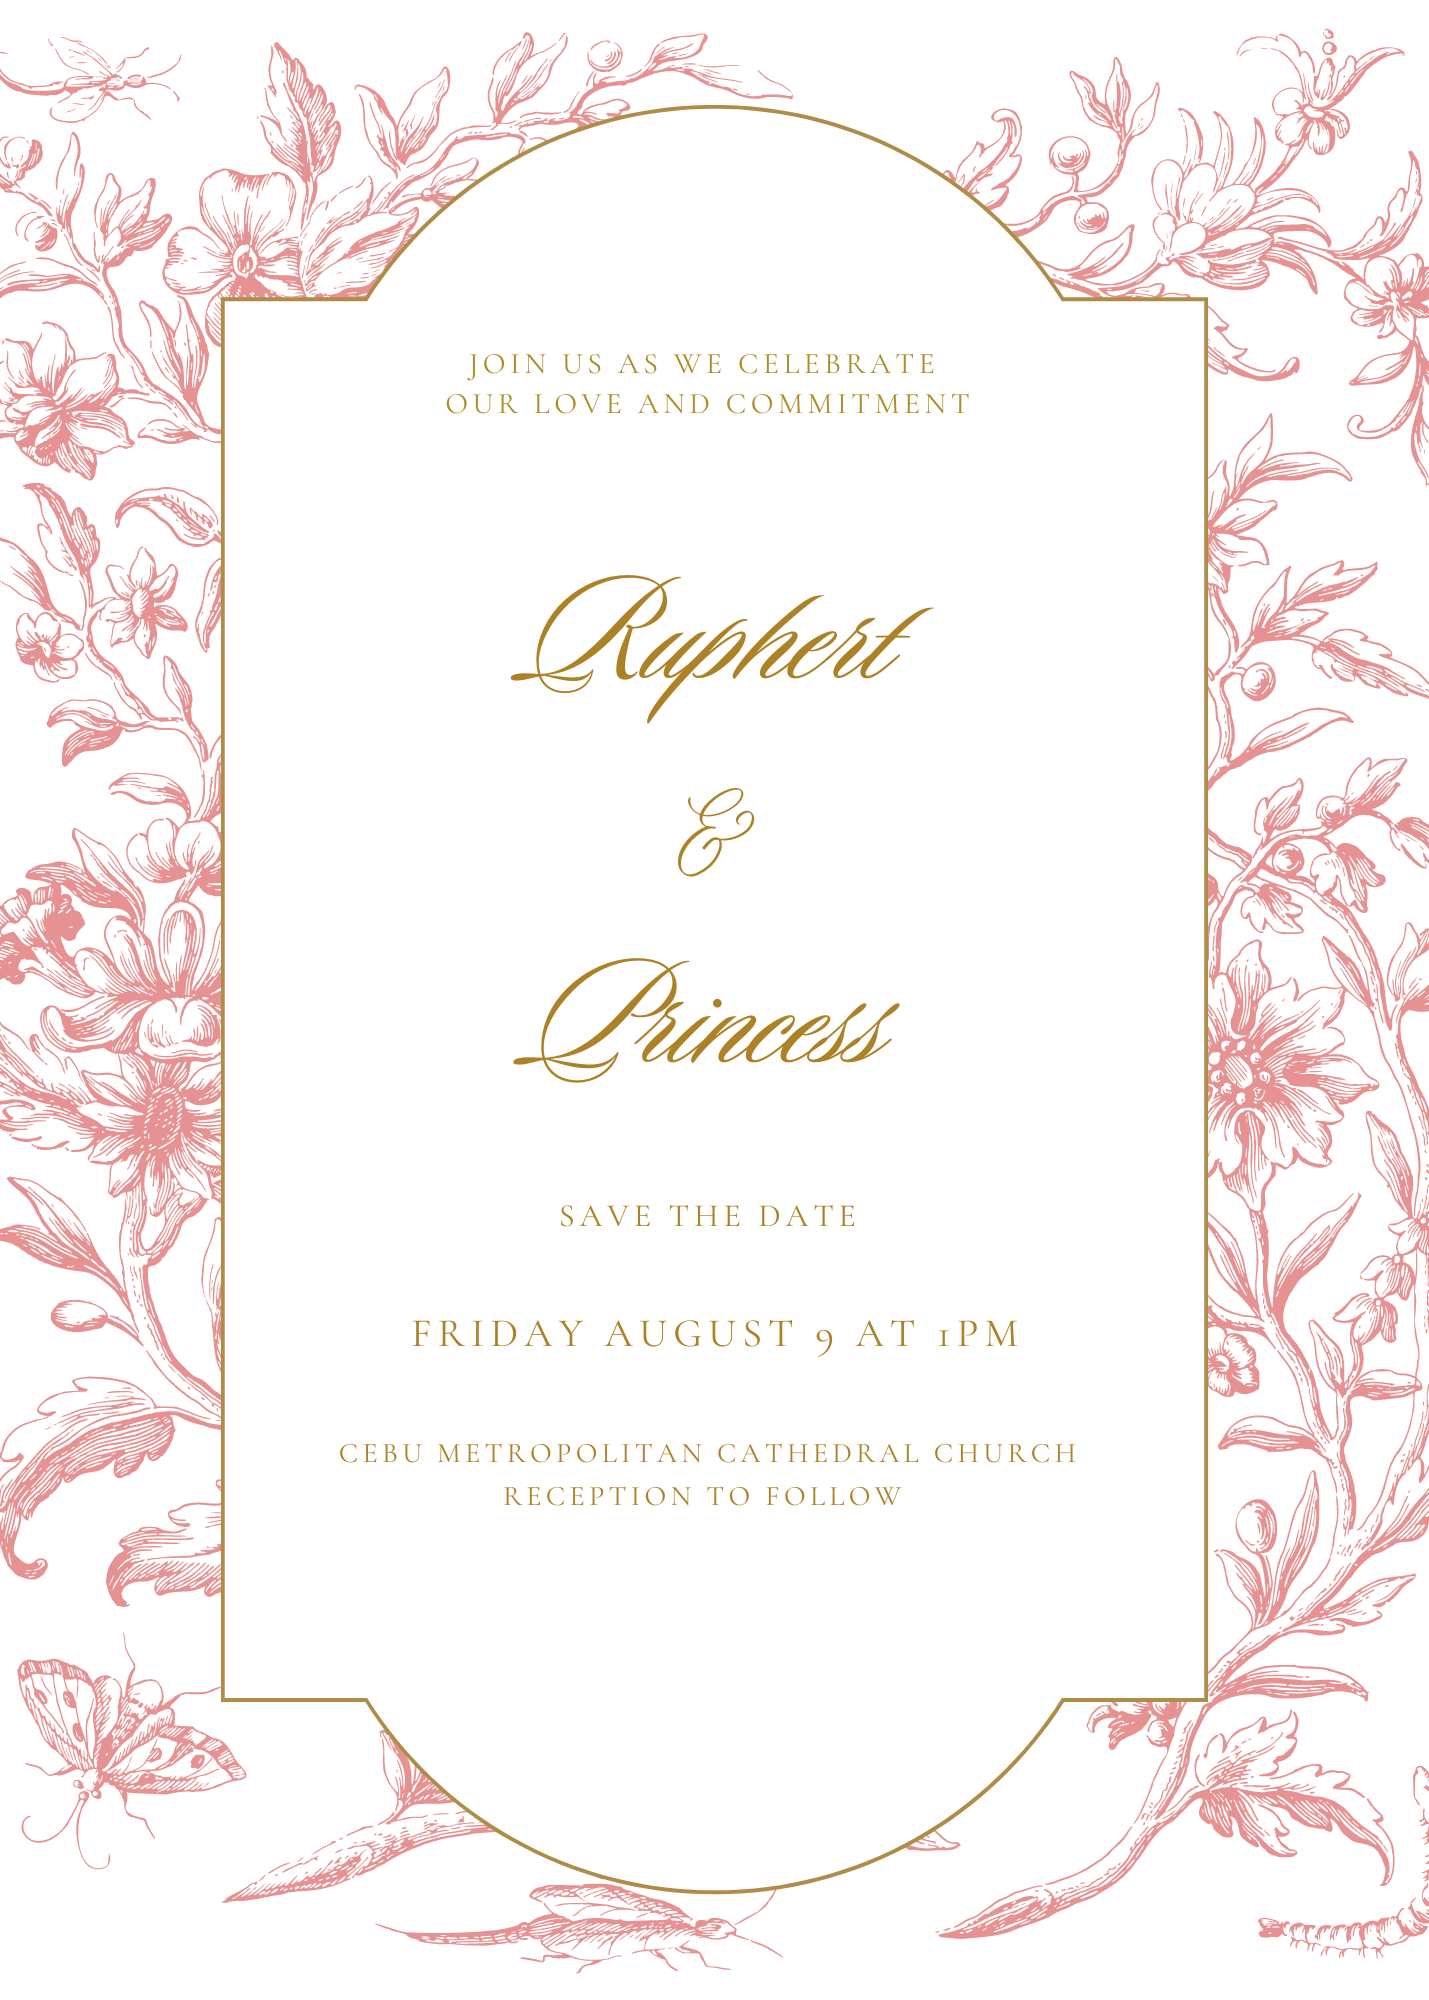 JOIN US AS WE CELEBRATE
OUR LOVE AND COMMITMENT
Ruphert
&
Princess
SAVE THE DATE
FRIDAY AUGUST 9 AT 1PM
CEBU METROPOLITAN CATHEDRAL CHURCH
RECEPTION TO FOLLOW